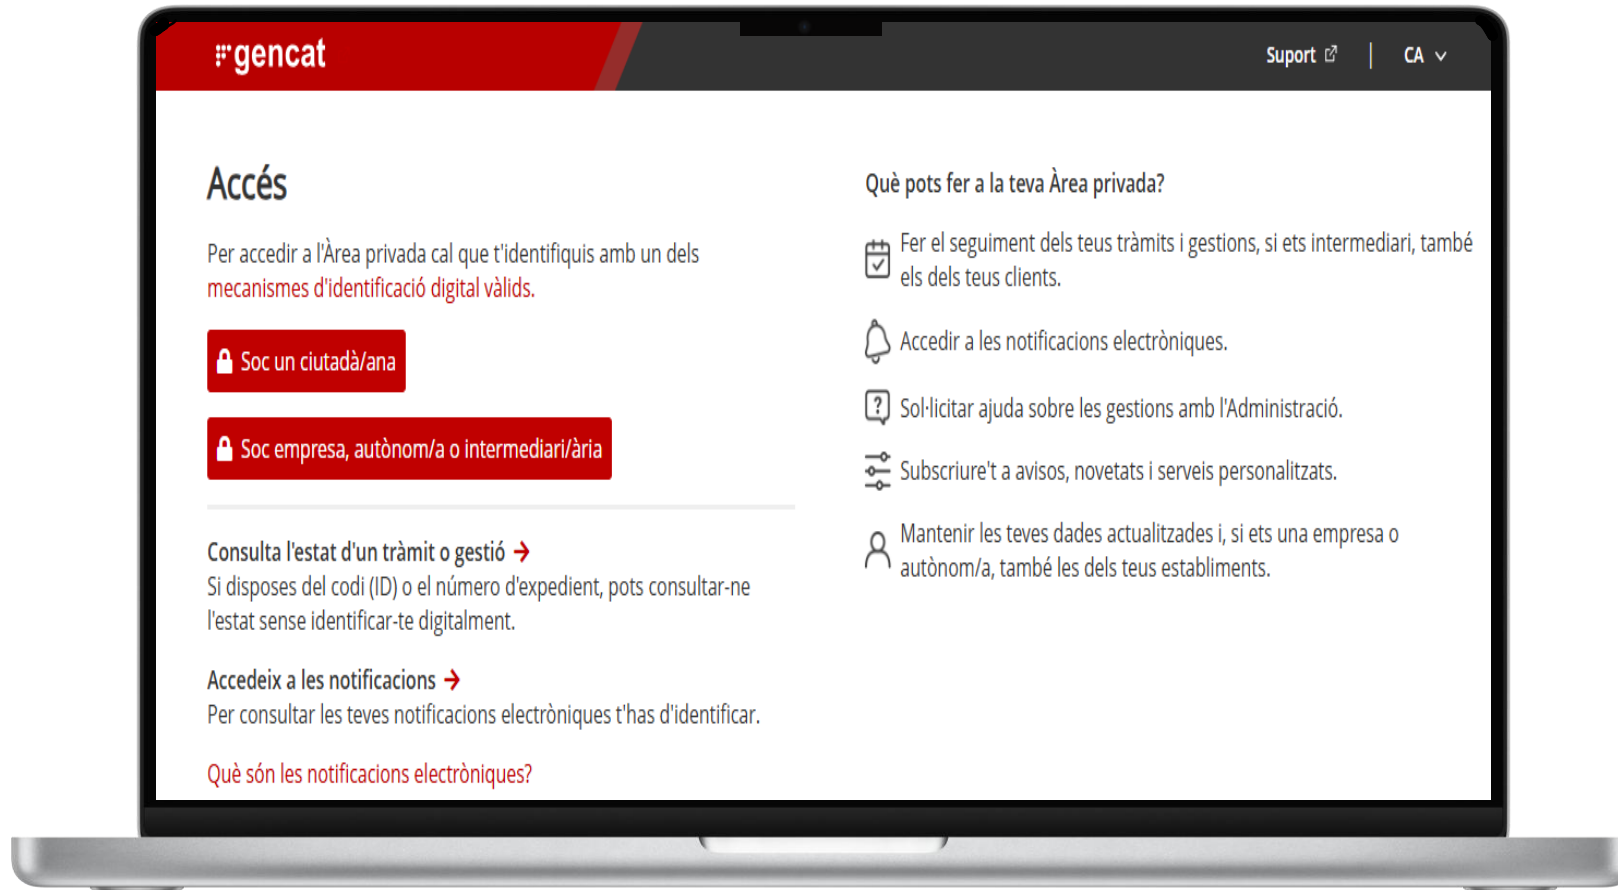 gencat
Suport
CA
Accés
Per accedir a l'Àrea privada cal que t'identifiquis amb un dels
mecanismes d'identificació digital vàlids.
Soc un ciutadà/ana
Soc empresa, autònom/a o intermediari/ària
Consulta l'estat d'un tràmit o gestió
Si disposes del codi (ID) o el número d'expedient, pots consultar-ne
l'estat sense identificar-te digitalment.
Accedeix a les notificacions
Per consultar les teves notificacions electròniques t'has d'identificar.
Què són les notificacions electròniques?
Què pots fer a la teva Àrea privada?
Fer el seguiment dels teus tràmits i gestions, si ets intermediari, també
els dels teus clients.
Accedir a les notificacions electròniques.
Sol·licitar ajuda sobre les gestions amb l'Administració.
Subscriure't a avisos, novetats i serveis personalitzats.
Mantenir les teves dades actualitzades i, si ets una empresa o
autònom/a, també les dels teus establiments.